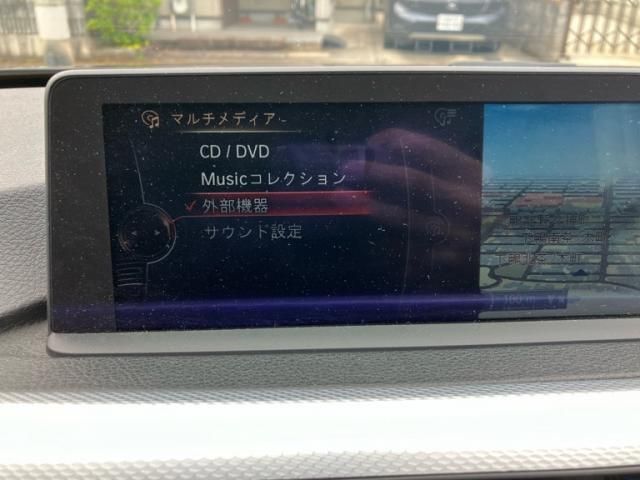 マルチメディア
CD / DVD
Musicコレクション
外部機器
サウンド設定
100 m